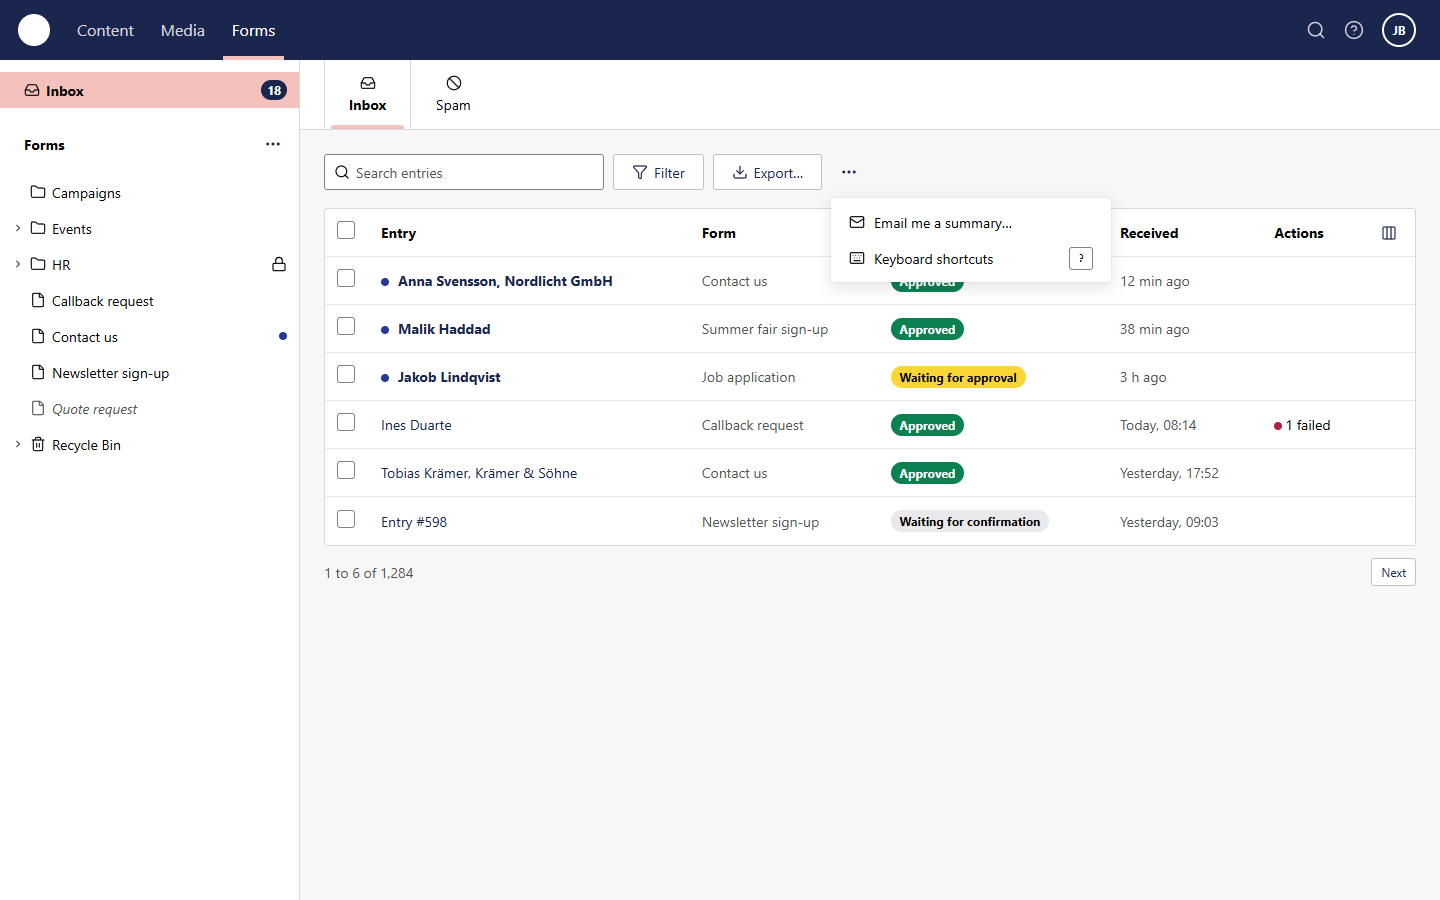 Content Media Forms JB
Inbox 18
Forms
Campaigns
Events
HR
Callback request
Contact us
Newsletter sign-up
Quote request
Recycle Bin
Inbox Spam
Search entries Filter Export...
Email me a summary...
Keyboard shortcuts ?
Entry Form Received Actions
Anna Svensson, Nordlicht GmbH Contact us Approved 12 min ago
Malik Haddad Summer fair sign-up Approved 38 min ago
Jakob Lindqvist Job application Waiting for approval 3 h ago
Ines Duarte Callback request Approved Today, 08:14 1 failed
Tobias Krämer, Krämer & Söhne Contact us Approved Yesterday, 17:52
Entry #598 Newsletter sign-up Waiting for confirmation Yesterday, 09:03
1 to 6 of 1,284 Next